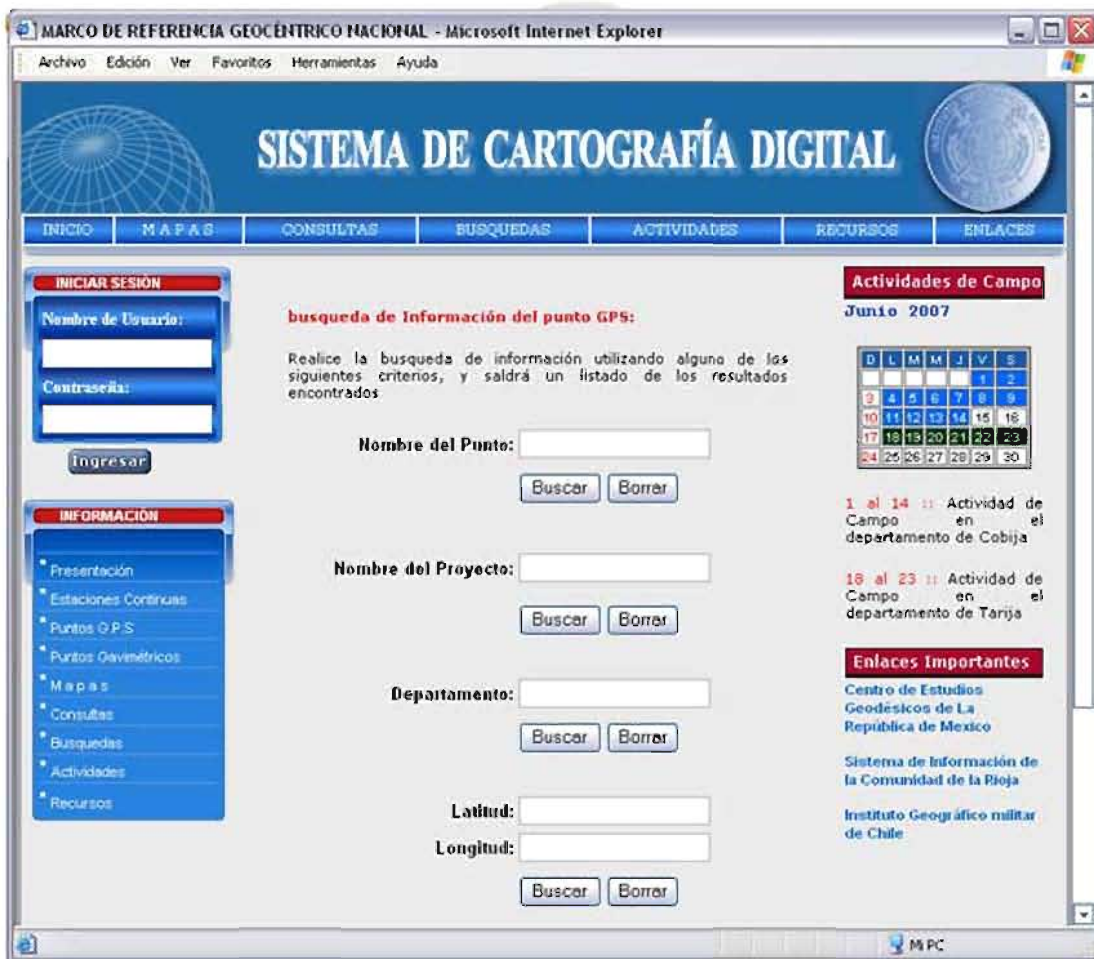 MARCO DE REFERENCIA GEOCÉNTRICO NACIONAL - Microsoft Internet Explorer
Archivo Edición Ver Favoritos Herramientas Ayuda
SISTEMA DE CARTOGRAFÍA DIGITAL
INICIO MAPAS CONSULTAS BUSQUEDAS ACTIVIDADES RECURSOS ENLACES
INICIAR SESIÓN
Nombre de Usuario:
Contraseña:
Ingresar
INFORMACIÓN
Presentación
Estaciones Continuas
Puntos G.P.S
Puntos Gavimétricos
Mapas
Consultas
Busquedas
Actividades
Recursos
busqueda de Información del punto GPS:
Realice la busqueda de información utilizando alguno de los
siguientes criterios, y saldrá un listado de los resultados
encontrados
Nombre del Punto:
Buscar Borrar
Nombre del Proyecto:
Buscar Borrar
Departamento:
Buscar Borrar
Latitud:
Longitud:
Buscar Borrar
Actividades de Campo
Junio 2007
D L M M J V S
1 2
3 4 5 6 7 8 9
10 11 12 13 14 15 16
17 18 19 20 21 22 23
24 25 26 27 28 29 30
1 al 14 :: Actividad de
Campo en el
departamento de Cobija
18 al 23 :: Actividad de
Campo en el
departamento de Tarija
Enlaces Importantes
Centro de Estudios
Geodésicos de La
República de Mexico
Sistema de Información de
la Comunidad de la Rioja
Instituto Geográfico militar
de Chile
Mi PC